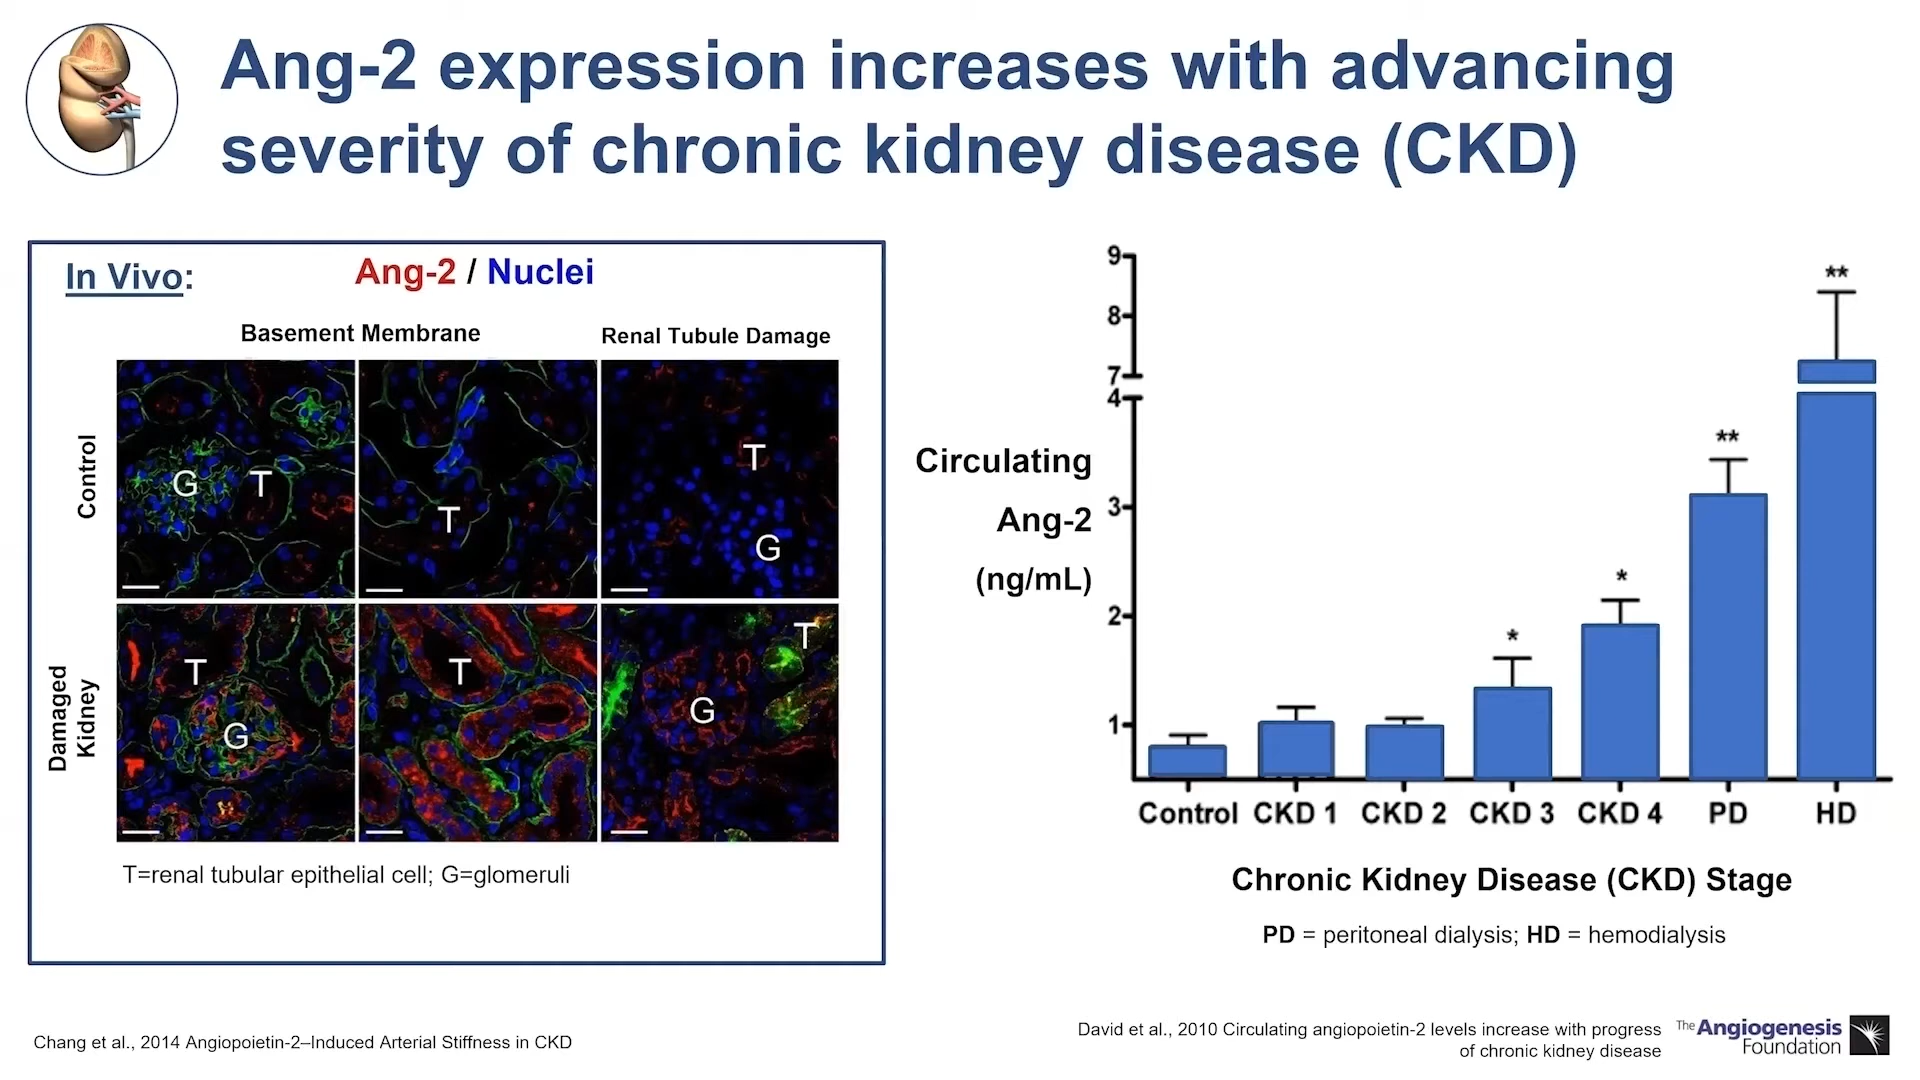 Ang-2 expression increases with advancing
severity of chronic kidney disease (CKD)
In Vivo:
Ang-2 / Nuclei
Basement Membrane
Renal Tubule Damage
Control
G
T
T
T
G
Damaged
Kidney
T
G
T
T
G
T=renal tubular epithelial cell; G=glomeruli
Circulating
Ang-2
(ng/mL)
9
8
7
4
3
2
1
*
*
**
**
Control
CKD 1
CKD 2
CKD 3
CKD 4
PD
HD
Chronic Kidney Disease (CKD) Stage
PD = peritoneal dialysis; HD = hemodialysis
Chang et al., 2014 Angiopoietin-2–Induced Arterial Stiffness in CKD
David et al., 2010 Circulating angiopoietin-2 levels increase with progress
of chronic kidney disease
The Angiogenesis
Foundation